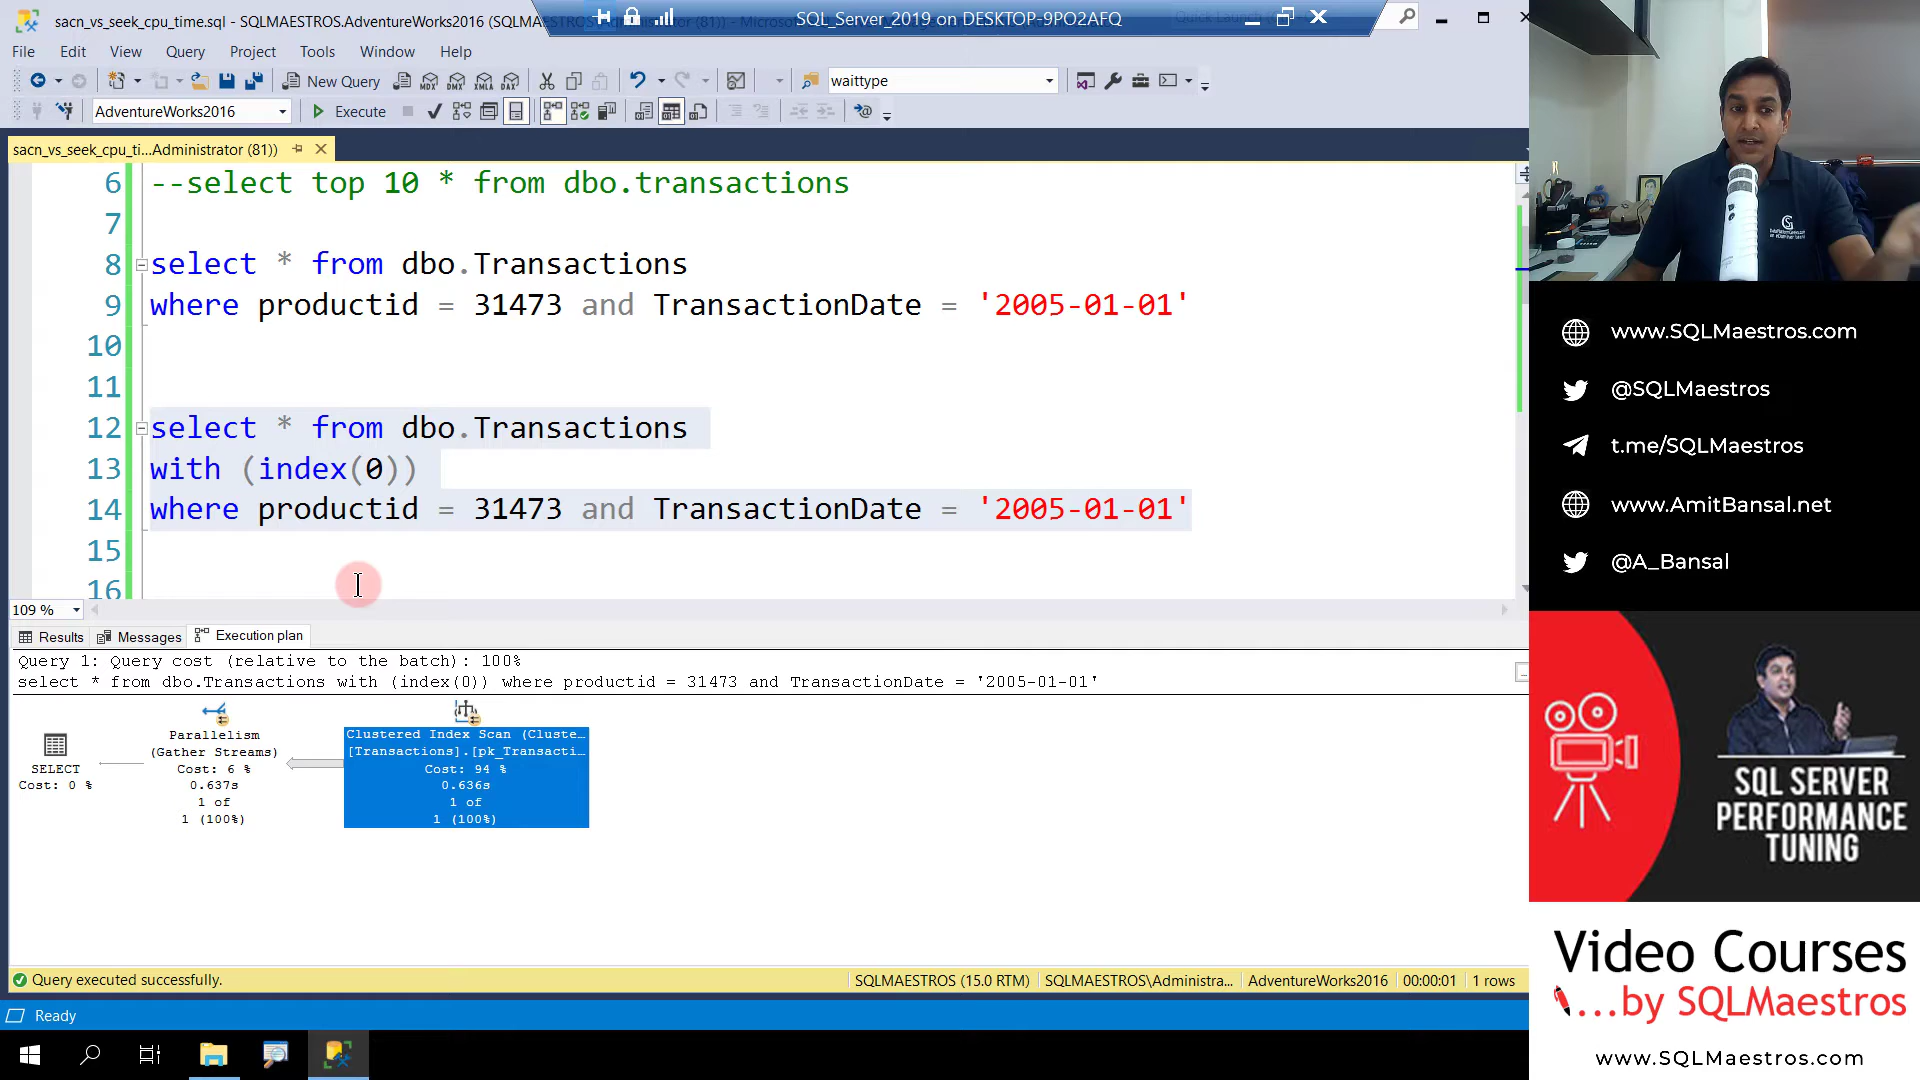 sacn_vs_seek_cpu_time.sql - SQLMAESTROS.AdventureWorks2016 (SQLMAESTROS\Administrator (81))
SQL_Server_2019 on DESKTOP-9PO2AFQ
File Edit View Query Project Tools Window Help
New Query
waittype
AdventureWorks2016
Execute
sacn_vs_seek_cpu_ti...Administrator (81))
6 --select top 10 * from dbo.transactions
7
8 select * from dbo.Transactions
9 where productid = 31473 and TransactionDate = '2005-01-01'
10
11
12 select * from dbo.Transactions
13 with (index(0))
14 where productid = 31473 and TransactionDate = '2005-01-01'
15
16
109 %
Results Messages Execution plan
Query 1: Query cost (relative to the batch): 100%
select * from dbo.Transactions with (index(0)) where productid = 31473 and TransactionDate = '2005-01-01'
SELECT
Cost: 0 %
Parallelism
(Gather Streams)
Cost: 6 %
0.637s
1 of
1 (100%)
Clustered Index Scan (Cluste...
[Transactions].[pk_Transacti...
Cost: 94 %
0.636s
1 of
1 (100%)
Query executed successfully.
SQLMAESTROS (15.0 RTM)
SQLMAESTROS\Administra...
AdventureWorks2016
00:00:01
1 rows
Ready
www.SQLMaestros.com
@SQLMaestros
t.me/SQLMaestros
www.AmitBansal.net
@A_Bansal
SQL SERVER
PERFORMANCE
TUNING
Video Courses
...by SQLMaestros
www.SQLMaestros.com